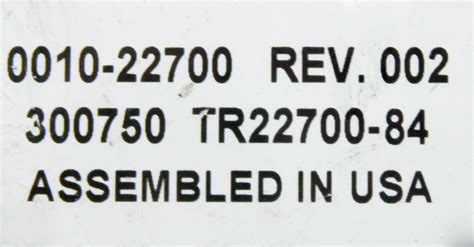 0010-22700 REV. 002
300750 TR22700-84
ASSEMBLED IN USA